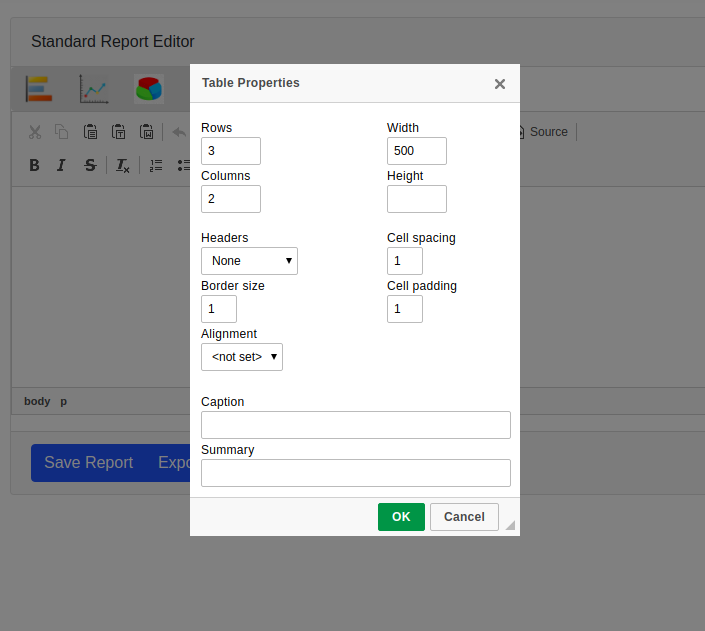 Standard Report Editor
Table Properties
Rows
Width
3
500
Columns
Height
2
Source
B I S
Headers
Cell spacing
None
1
Border size
Cell padding
1
1
Alignment
<not set>
Caption
body p
Summary
Save Report
OK
Cancel